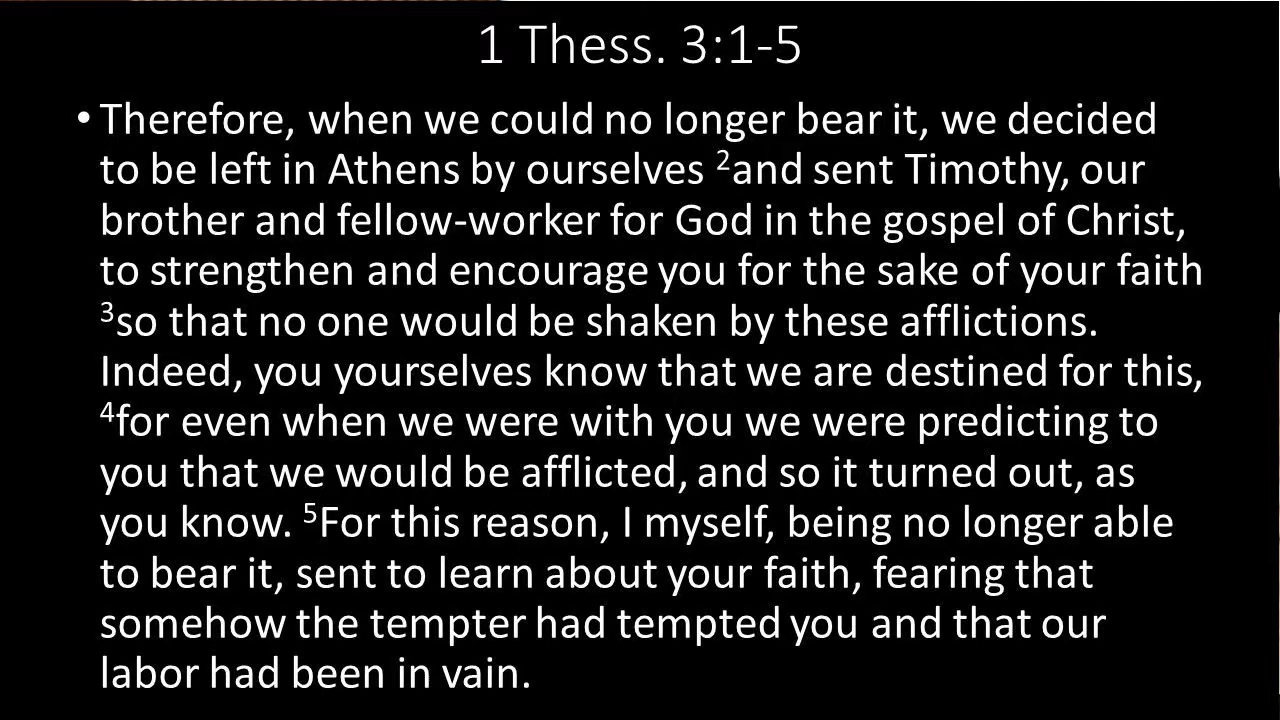 1 Thess. 3:1-5
• Therefore, when we could no longer bear it, we decided
to be left in Athens by ourselves ²and sent Timothy, our
brother and fellow-worker for God in the gospel of Christ,
to strengthen and encourage you for the sake of your faith
³so that no one would be shaken by these afflictions.
Indeed, you yourselves know that we are destined for this,
⁴for even when we were with you we were predicting to
you that we would be afflicted, and so it turned out, as
you know. ⁵For this reason, I myself, being no longer able
to bear it, sent to learn about your faith, fearing that
somehow the tempter had tempted you and that our
labor had been in vain.